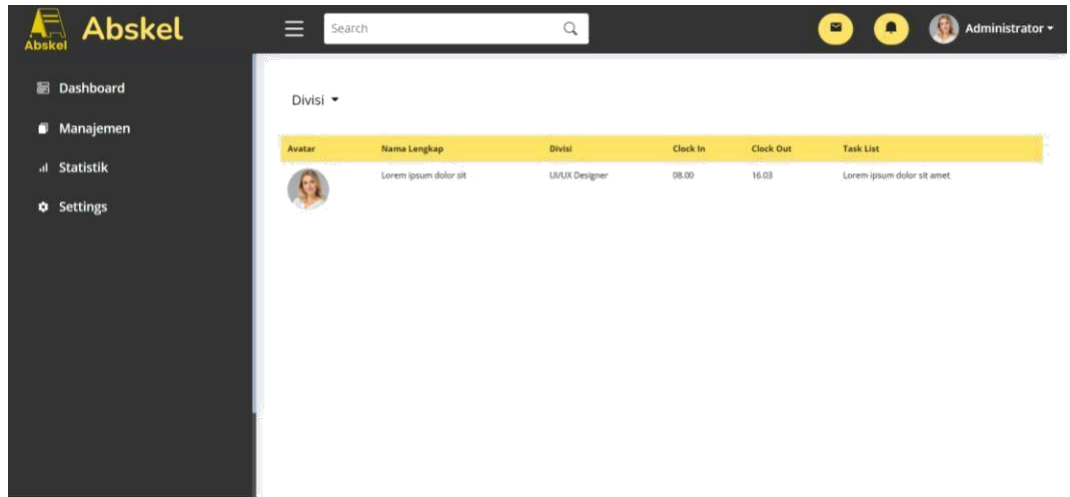 Abskel
Abskel
Search
Administrator
Dashboard
Manajemen
Statistik
Settings
Divisi
Avatar Nama Lengkap Divisi Clock In Clock Out Task List
Lorem ipsum dolor sit UI/UX Designer 08.00 16.03 Lorem ipsum dolor sit amet